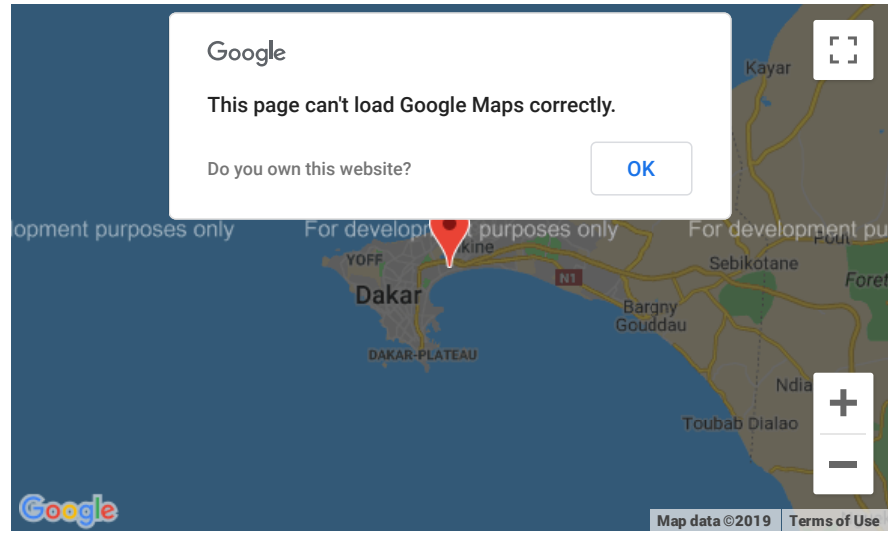 Google
This page can't load Google Maps correctly.
Do you own this website?
OK
Kayar
lopment purposes only
For development purposes only
For development pu
kine
Pout
YOFF
Sebikotane
N1
Foret
Dakar
Bargny
Gouddau
DAKAR-PLATEAU
Ndia
Toubab Dialao
Google
Map data ©2019
Terms of Use